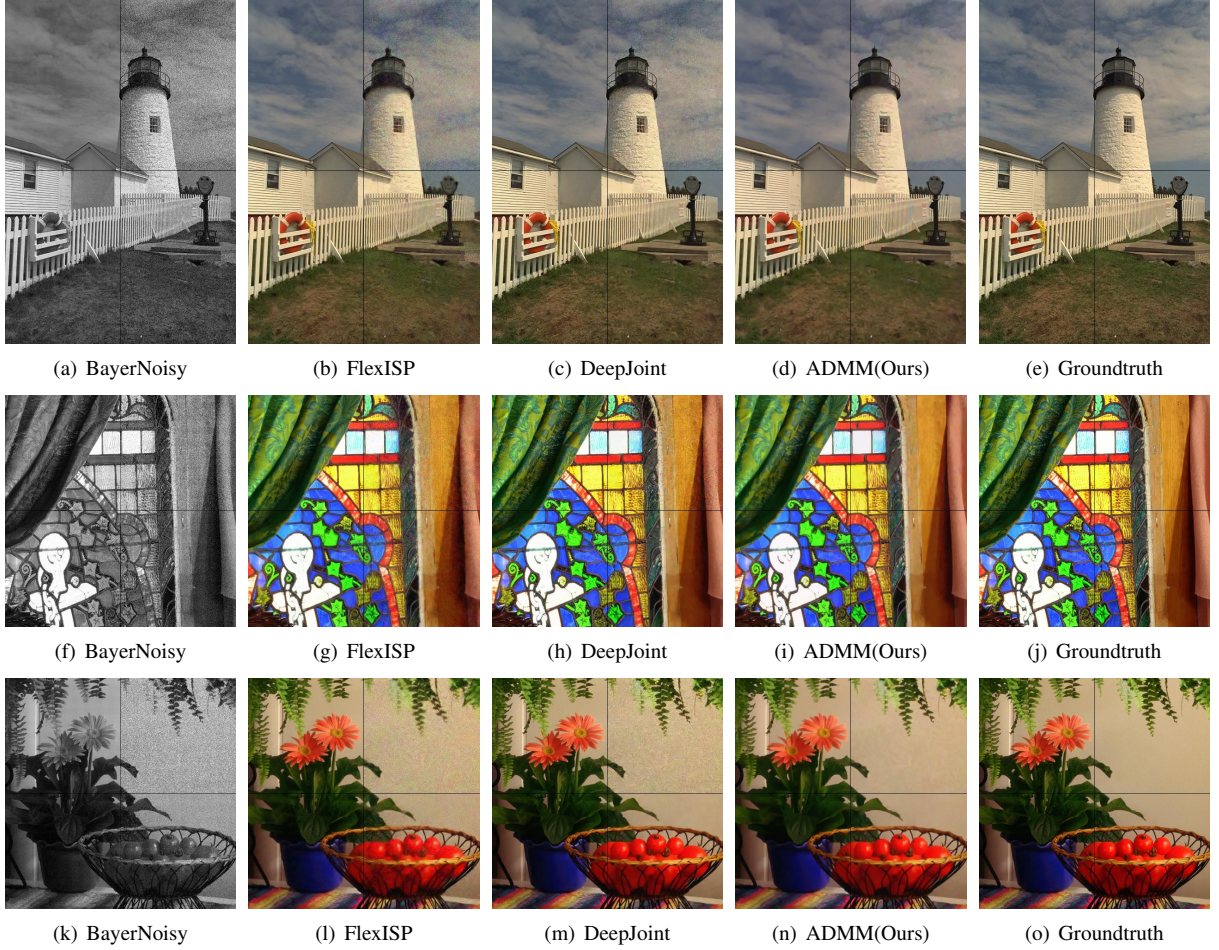 (a) BayerNoisy (b) FlexISP (c) DeepJoint (d) ADMM(Ours) (e) Groundtruth
(f) BayerNoisy (g) FlexISP (h) DeepJoint (i) ADMM(Ours) (j) Groundtruth
(k) BayerNoisy (l) FlexISP (m) DeepJoint (n) ADMM(Ours) (o) Groundtruth